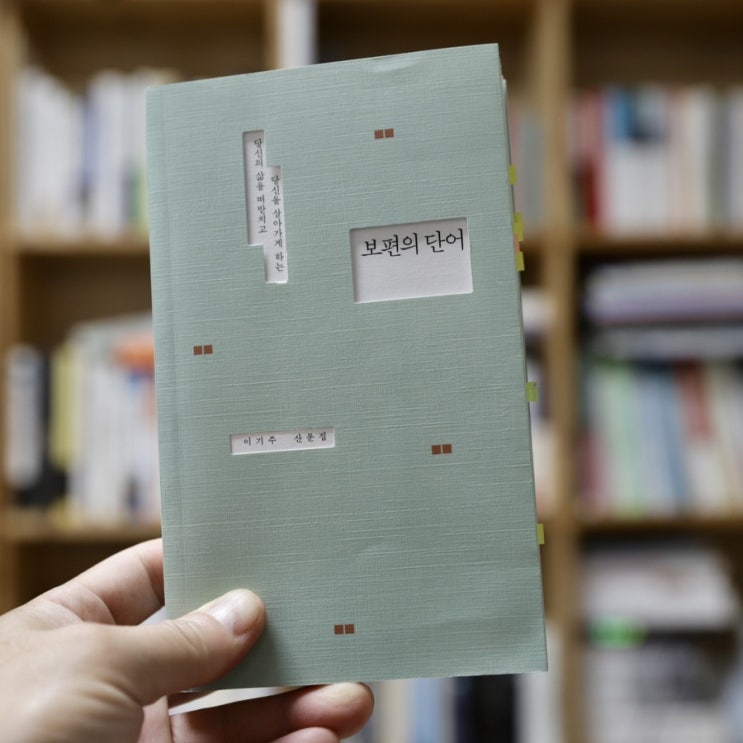 당신의 삶을 떠받치고
당신을 살아가게 하는
보편의 단어
이기주 산문집